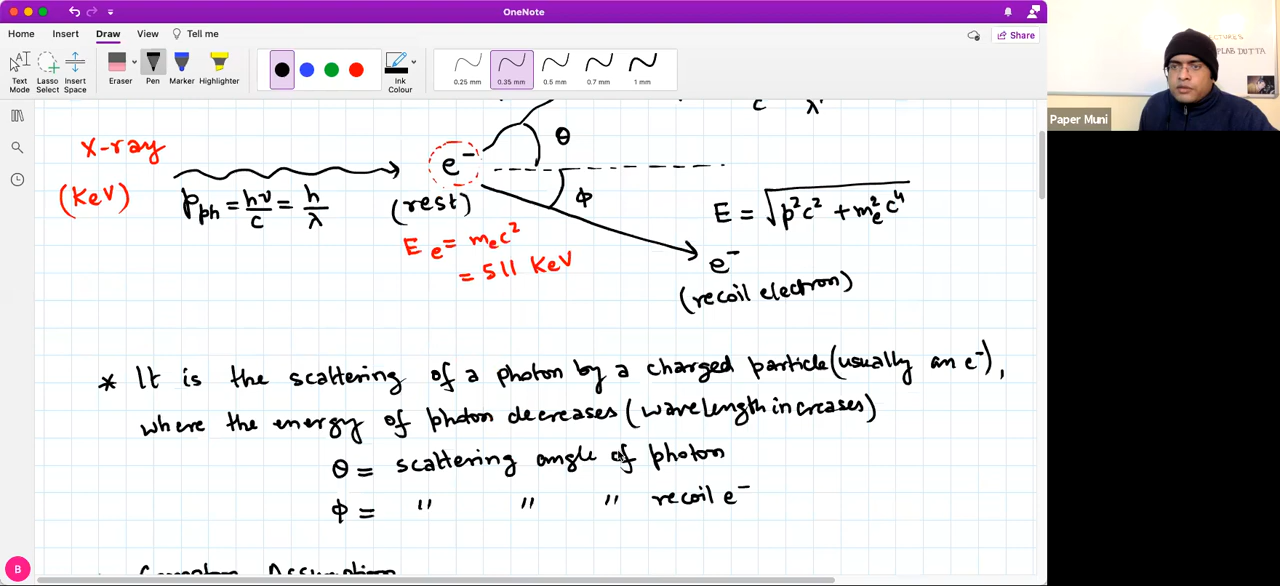 OneNote
Home Insert Draw View Tell me
Share
Text Mode
Lasso Select
Insert Space
Eraser
Pen
Marker
Highlighter
Ink Colour
0.25 mm
0.35 mm
0.5 mm
0.7 mm
1 mm
Paper Muni
c λ'
X-ray
(KeV)
P_ph = hν/c = h/λ
e⁻
(rest)
θ
φ
E_e = m_e c²
= 511 KeV
E = √p²c² + m_e²c⁴
e⁻
(recoil electron)
* It is the scattering of a photon by a charged particle (usually an e⁻),
where the energy of photon decreases (wavelength increases)
θ = scattering angle of photon
φ = " " " recoil e⁻
B